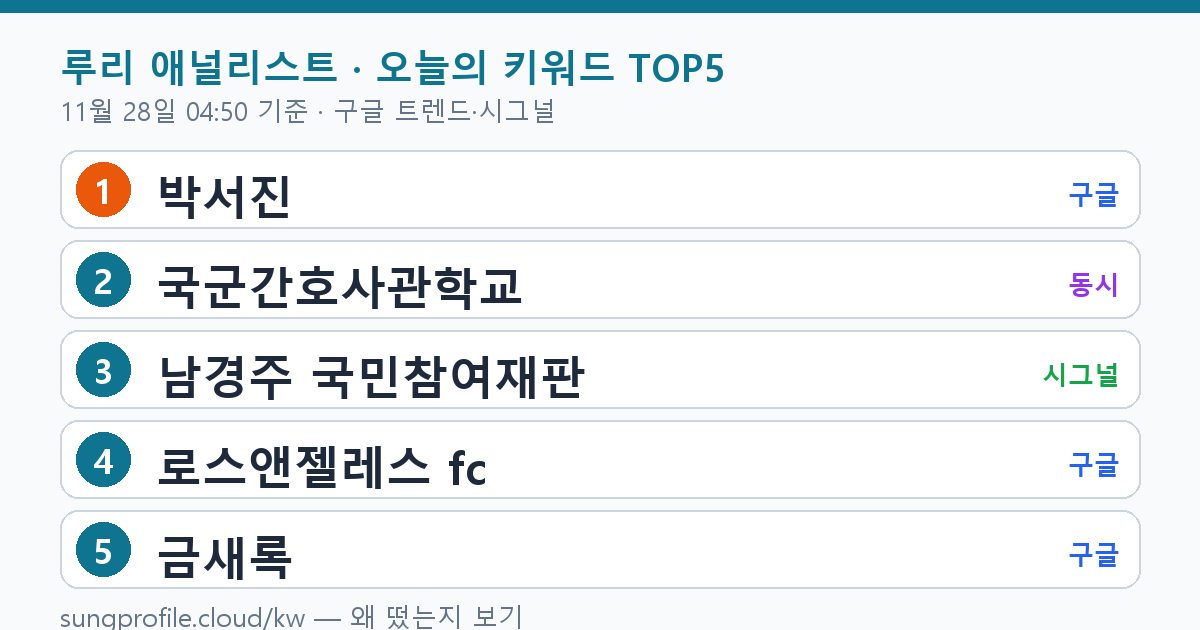 루리 애널리스트 · 오늘의 키워드 TOP5
11월 28일 04:50 기준 · 구글 트렌드·시그널
1 박서진 구글
2 국군간호사관학교 동시
3 남경주 국민참여재판 시그널
4 로스앤젤레스 fc 구글
5 금새록 구글
sungprofile.cloud/kw — 왜 떴는지 보기